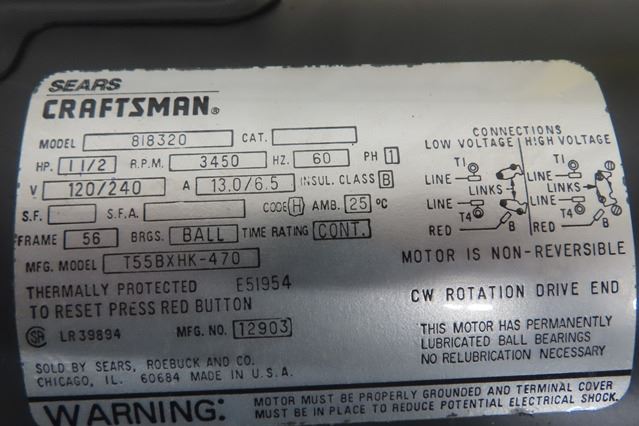 SEARS
CRAFTSMAN®
MODEL 818320 CAT.
HP. 1 1/2 R.P.M. 3450 HZ. 60 PH 1
V 120/240 A 13.0/6.5 INSUL. CLASS B
S.F. S.F.A. CODE H AMB. 25 °C
FRAME 56 BRGS. BALL TIME RATING CONT.
MFG. MODEL T55BXHK-470
THERMALLY PROTECTED E51954
TO RESET PRESS RED BUTTON
SA LR39894 MFG. NO. 12903
SOLD BY SEARS, ROEBUCK AND CO.
CHICAGO, IL. 60684 MADE IN U.S.A.
CONNECTIONS
LOW VOLTAGE HIGH VOLTAGE
T1 T1
LINE LINE
LINKS LINKS
LINE LINE
T4 T4
RED B RED B
MOTOR IS NON-REVERSIBLE
CW ROTATION DRIVE END
THIS MOTOR HAS PERMANENTLY
LUBRICATED BALL BEARINGS
NO RELUBRICATION NECESSARY
WARNING: MOTOR MUST BE PROPERLY GROUNDED AND TERMINAL COVER
MUST BE IN PLACE TO REDUCE POTENTIAL ELECTRICAL SHOCK.